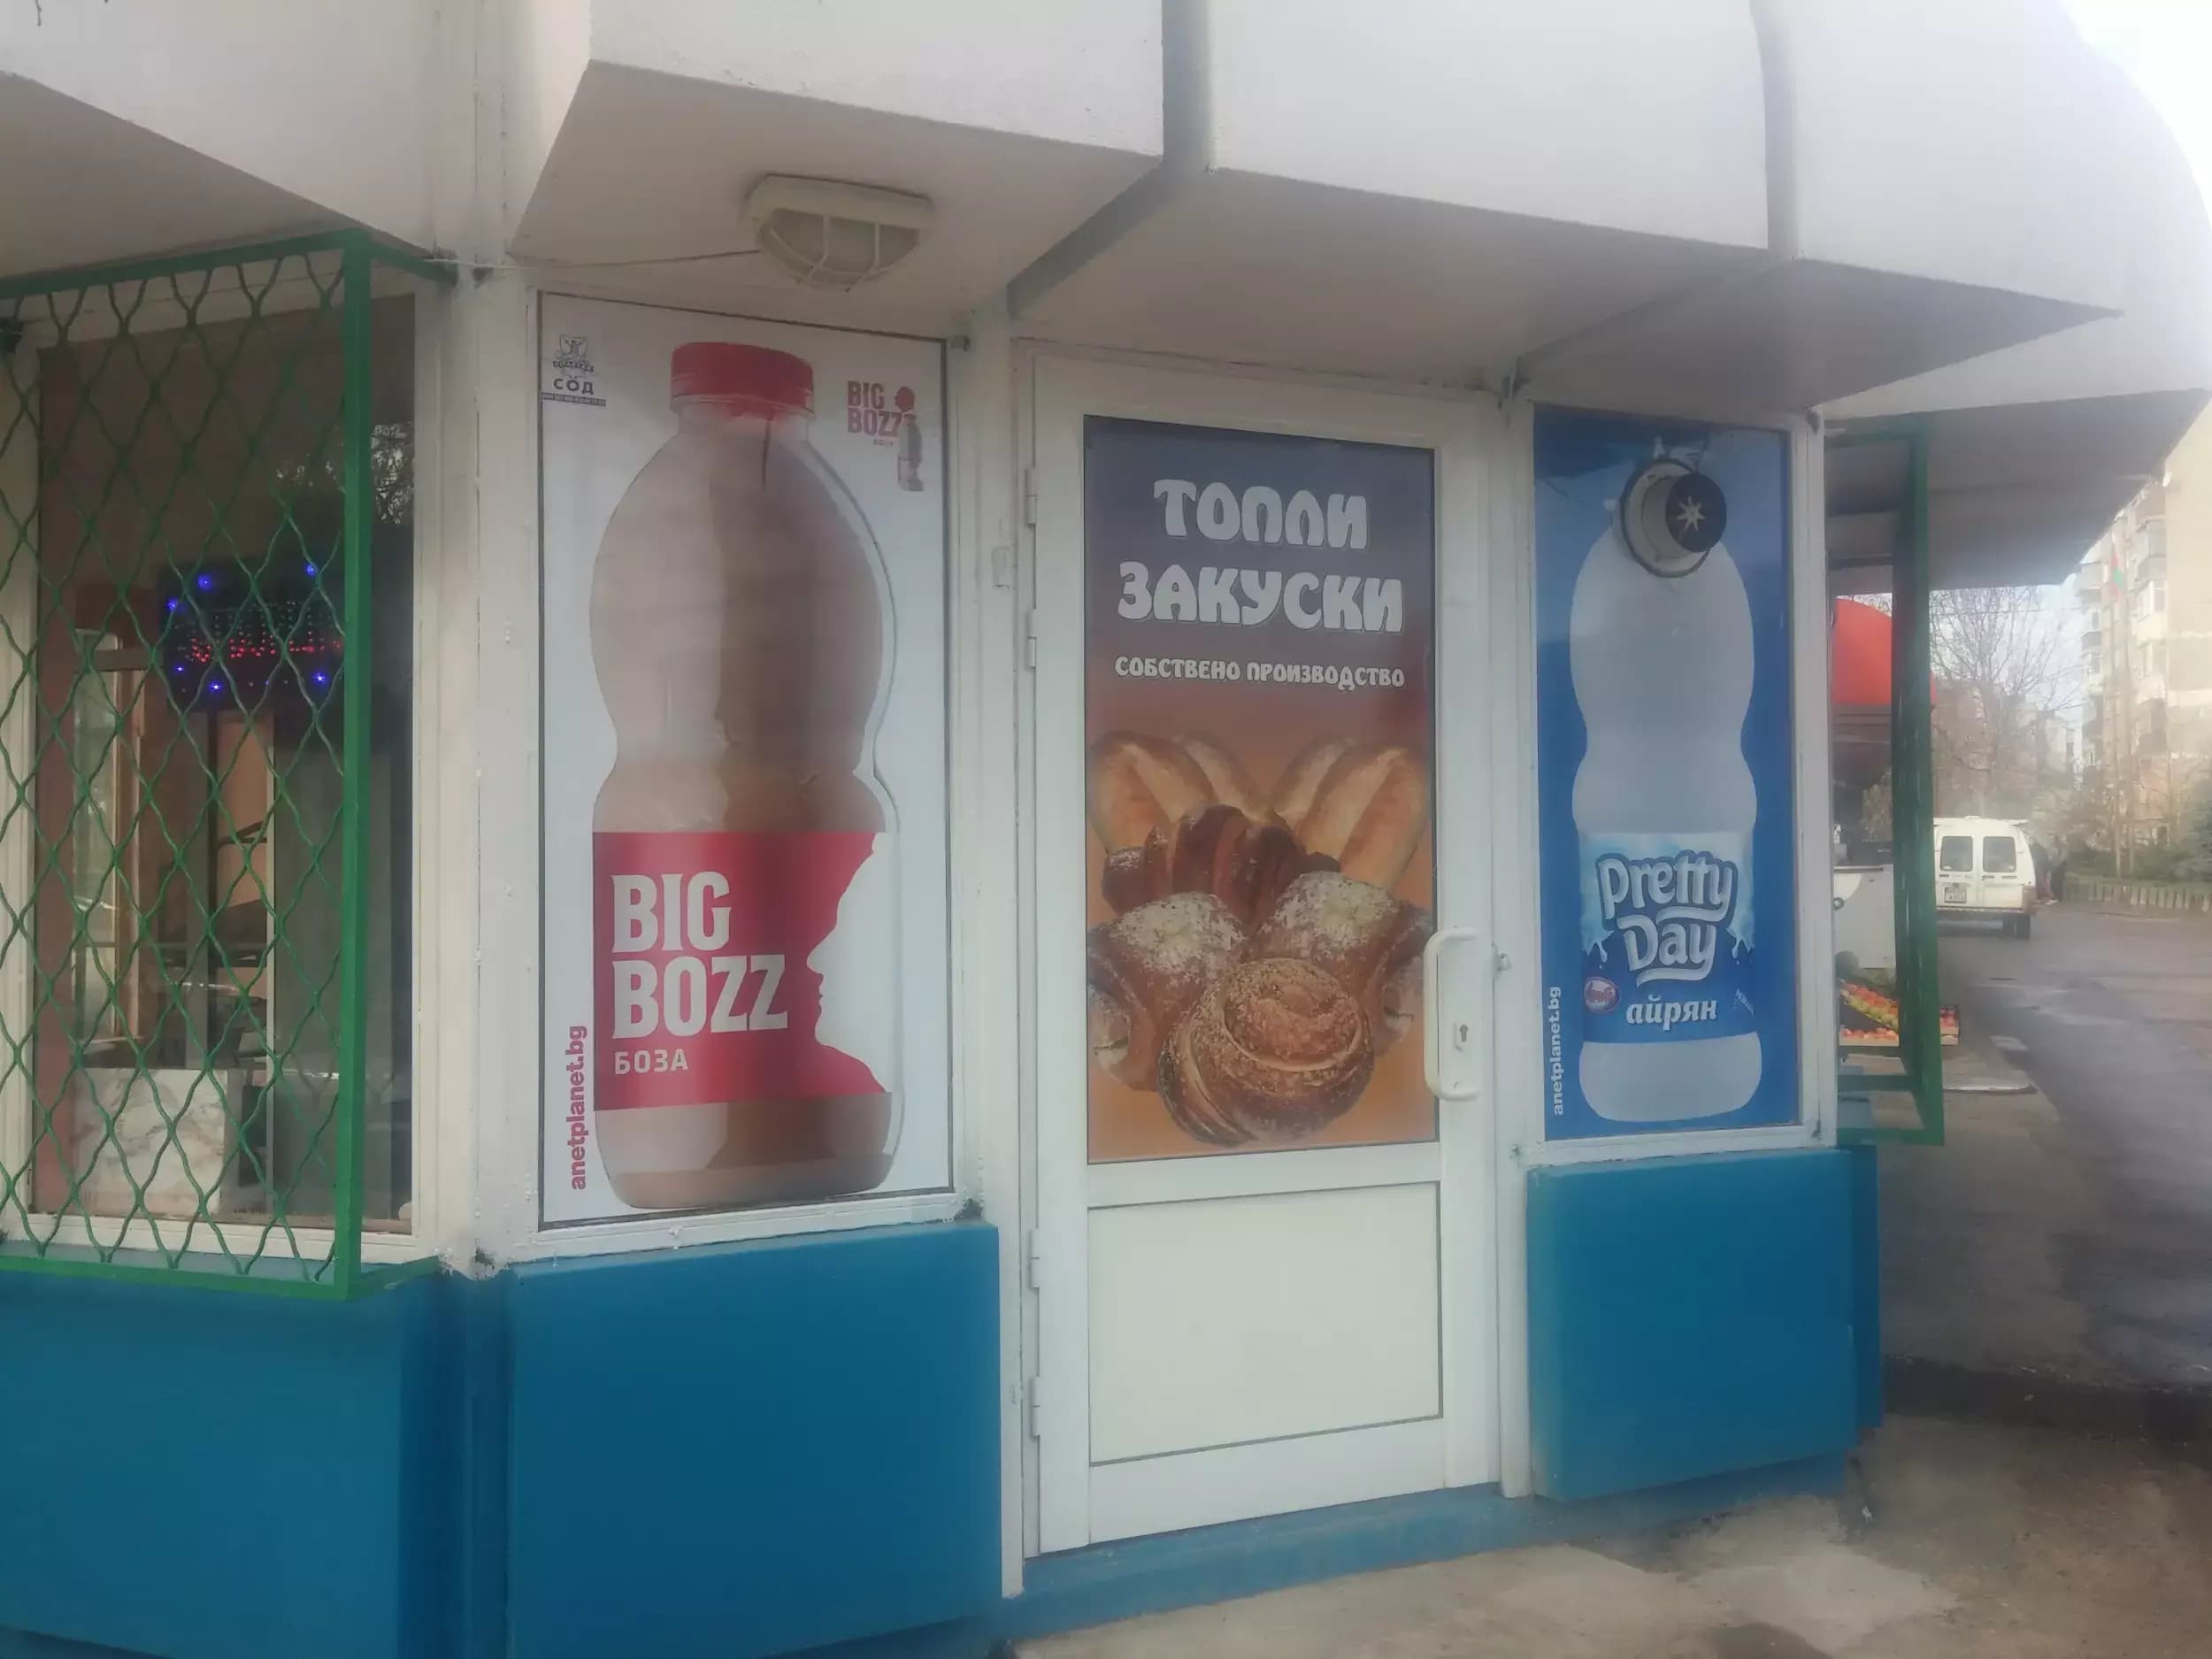 СОД
BIG
BOZZ
BIG
BOZZ
БОЗА
anetplanet.bg
ТОПЛИ
ЗАКУСКИ
СОБСТВЕНО ПРОИЗВОДСТВО
Pretty
Day
айрян
anetplanet.bg